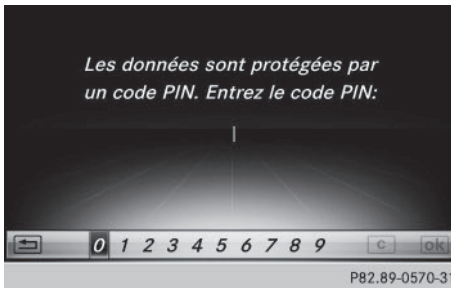 Les données sont protégées par
un code PIN. Entrez le code PIN:
0 1 2 3 4 5 6 7 8 9 c ok
P82.89-0570-31